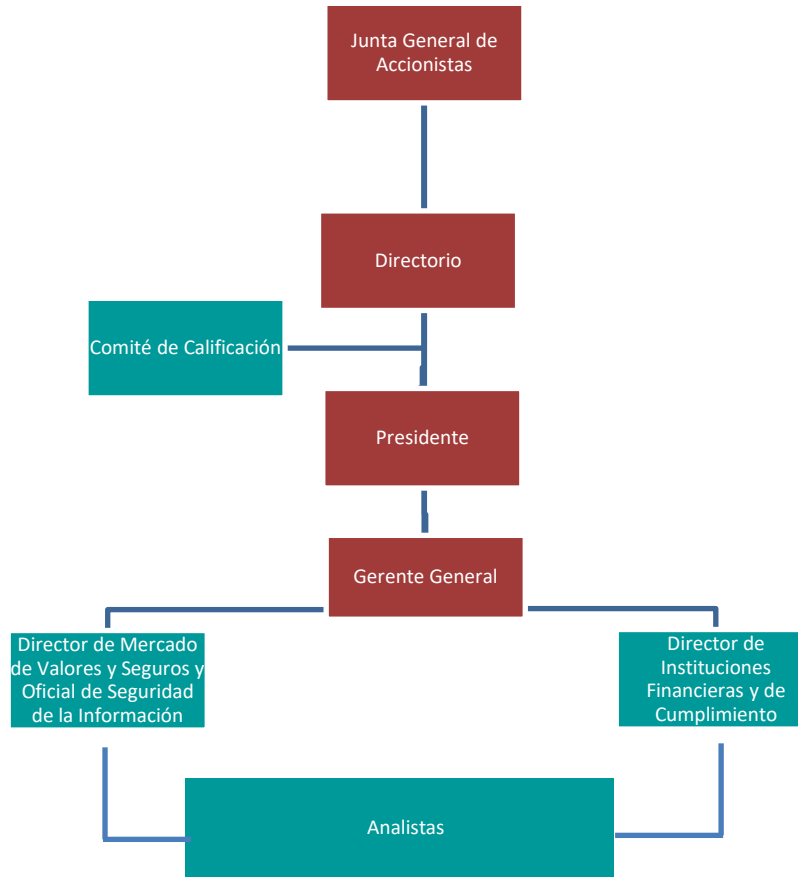 Junta General de
Accionistas
Directorio
Comité de Calificación
Presidente
Gerente General
Director de Mercado
de Valores y Seguros y
Oficial de Seguridad
de la Información
Director de
Instituciones
Financieras y de
Cumplimiento
Analistas